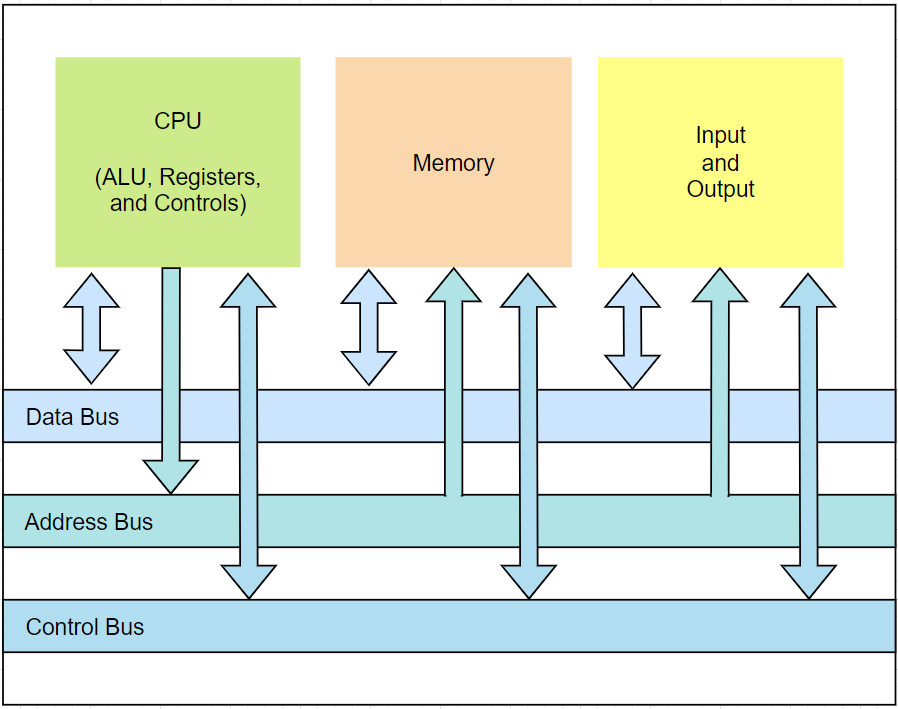 CPU
(ALU, Registers,
and Controls)
Memory
Input
and
Output
Data Bus
Address Bus
Control Bus